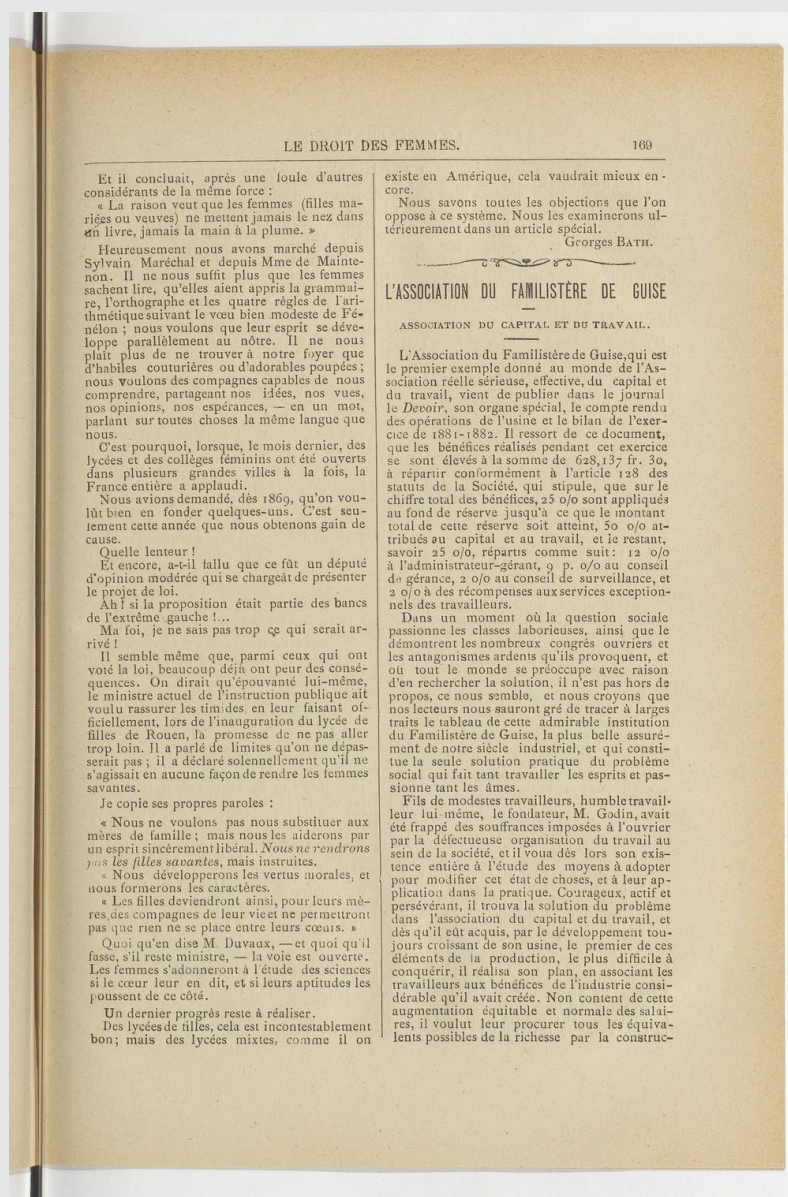 LE DROIT DES FEMMES.
169
Et il concluait, après une foule d'autres
considérants de la même force :
« La raison veut que les femmes (filles ma-
riées ou veuves) ne mettent jamais le nez dans
un livre, jamais la main à la plume. »
Heureusement nous avons marché depuis
Sylvain Maréchal et depuis Mme de Mainte-
non. Il ne nous suffit plus que les femmes
sachent lire, qu'elles aient appris la grammai-
re, l'orthographe et les quatre règles de l'ari-
thmétique suivant le vœu bien modeste de Fé-
nélon ; nous voulons que leur esprit se déve-
loppe parallèlement au nôtre. Il ne nous
plaît plus de ne trouver à notre foyer que
d'habiles couturières ou d'adorables poupées ;
nous voulons des compagnes capables de nous
comprendre, partageant nos idées, nos vues,
nos opinions, nos espérances, — en un mot,
parlant sur toutes choses la même langue que
nous.
C'est pourquoi, lorsque, le mois dernier, des
lycées et des collèges féminins ont été ouverts
dans plusieurs grandes villes à la fois, la
France entière a applaudi.
Nous avions demandé, dès 1869, qu'on vou-
lût bien en fonder quelques-uns. C'est seu-
lement cette année que nous obtenons gain de
cause.
Quelle lenteur !
Et encore, a-t-il fallu que ce fût un député
d'opinion modérée qui se chargeât de présenter
le projet de loi.
Ah ! si la proposition était partie des bancs
de l'extrême gauche !...
Ma foi, je ne sais pas trop ce qui serait ar-
rivé !
Il semble même que, parmi ceux qui ont
voté la loi, beaucoup déjà ont peur des consé-
quences. On dirait qu'épouvanté lui-même,
le ministre actuel de l'instruction publique ait
voulu rassurer les timides en leur faisant of-
ficiellement, lors de l'inauguration du lycée de
filles de Rouen, la promesse de ne pas aller
trop loin. Il a parlé de limites qu'on ne dépas-
serait pas ; il a déclaré solennellement qu'il ne
s'agissait en aucune façon de rendre les femmes
savantes.
Je copie ses propres paroles :
« Nous ne voulons pas nous substituer aux
mères de famille ; mais nous les aiderons par
un esprit sincèrement libéral. Nous ne rendrons
pas les filles savantes, mais instruites.
« Nous développerons les vertus morales, et
nous formerons les caractères.
« Les filles deviendront ainsi, pour leurs mè-
res, des compagnes de leur vie et ne permettront
pas que rien ne se place entre leurs cœurs. »
Quoi qu'en dise M. Duvaux, — et quoi qu'il
fasse, s'il reste ministre, — la voie est ouverte.
Les femmes s'adonneront à l'étude des sciences
si le cœur leur en dit, et si leurs aptitudes les
poussent de ce côté.
Un dernier progrès reste à réaliser.
Des lycées de filles, cela est incontestablement
bon ; mais des lycées mixtes, comme il on
existe en Amérique, cela vaudrait mieux en-
core.
Nous savons toutes les objections que l'on
oppose à ce système. Nous les examinerons ul-
térieurement dans un article spécial.
Georges BATH.
L'ASSOCIATION DU FAMILISTÈRE DE GUISE
ASSOCIATION DU CAPITAL ET DU TRAVAIL.
L'Association du Familistère de Guise, qui est
le premier exemple donné au monde de l'As-
sociation réelle sérieuse, effective, du capital et
du travail, vient de publier dans le journal
le Devoir, son organe spécial, le compte rendu
des opérations de l'usine et le bilan de l'exer-
cice de 1881-1882. Il ressort de ce document,
que les bénéfices réalisés pendant cet exercice
se sont élevés à la somme de 628,137 fr. 30,
à répartir conformément à l'article 128 des
statuts de la Société, qui stipule, que sur le
chiffre total des bénéfices, 25 o/o sont appliqués
au fond de réserve jusqu'à ce que le montant
total de cette réserve soit atteint, 5o o/o at-
tribués au capital et au travail, et le restant,
savoir 25 o/o, répartis comme suit : 12 o/o
à l'administrateur-gérant, 9 p. o/o au conseil
de gérance, 2 o/o au conseil de surveillance, et
2 o/o à des récompenses aux services exception-
nels des travailleurs.
Dans un moment où la question sociale
passionne les classes laborieuses, ainsi que le
démontrent les nombreux congrès ouvriers et
les antagonismes ardents qu'ils provoquent, et
où tout le monde se préoccupe avec raison
d'en rechercher la solution, il n'est pas hors de
propos, ce nous semble, et nous croyons que
nos lecteurs nous sauront gré de tracer à larges
traits le tableau de cette admirable institution
du Familistère de Guise, la plus belle assuré-
ment de notre siècle industriel, et qui consti-
tue la seule solution pratique du problème
social qui fait tant travailler les esprits et pas-
sionne tant les âmes.
Fils de modestes travailleurs, humble travail-
leur lui-même, le fondateur, M. Godin, avait
été frappé des souffrances imposées à l'ouvrier
par la défectueuse organisation du travail au
sein de la société, et il voua dès lors son exis-
tence entière à l'étude des moyens à adopter
pour modifier cet état de choses, et à leur ap-
plication dans la pratique. Courageux, actif et
persévérant, il trouva la solution du problème
dans l'association du capital et du travail, et
dès qu'il eût acquis, par le développement tou-
jours croissant de son usine, le premier de ces
éléments de la production, le plus difficile à
conquérir, il réalisa son plan, en associant les
travailleurs aux bénéfices de l'industrie consi-
dérable qu'il avait créée. Non content de cette
augmentation équitable et normale des salai-
res, il voulut leur procurer tous les équiva-
lents possibles de la richesse par la construc-